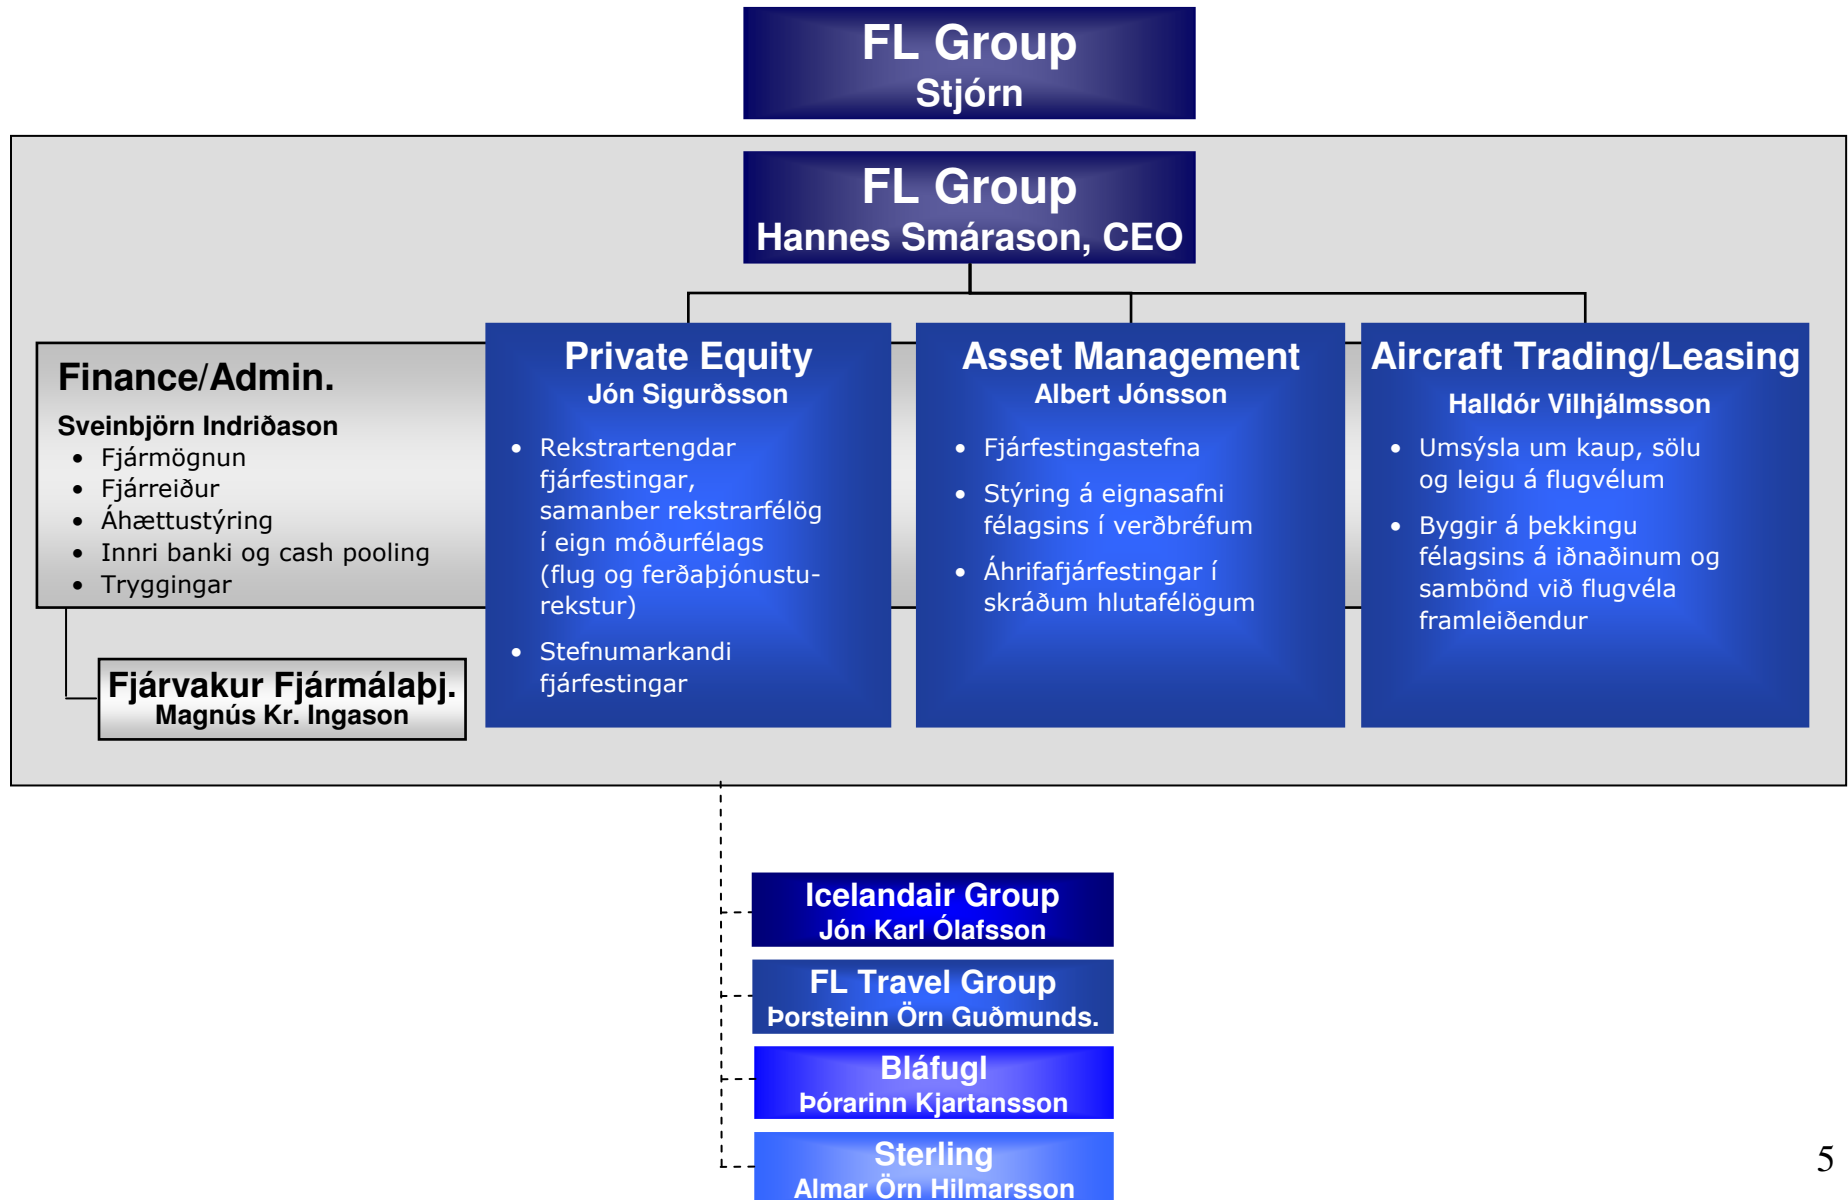 FL Group
Stjórn
FL Group
Hannes Smárason, CEO
Finance/Admin.
Sveinbjörn Indriðason
• Fjármögnun
• Fjárreiður
• Áhættustýring
• Innri banki og cash pooling
• Tryggingar
Fjárvakur Fjármálaþj.
Magnús Kr. Ingason
Private Equity
Jón Sigurðsson
• Rekstrartengdar
fjárfestingar,
samanber rekstrarfélög
í eign móðurfélags
(flug og ferðaþjónustu-
rekstur)
• Stefnumarkandi
fjárfestingar
Asset Management
Albert Jónsson
• Fjárfestingastefna
• Stýring á eignasafni
félagsins í verðbréfum
• Áhrifafjárfestingar í
skráðum hlutafélögum
Aircraft Trading/Leasing
Halldór Vilhjálmsson
• Umsýsla um kaup, sölu
og leigu á flugvélum
• Byggir á þekkingu
félagsins á iðnaðinum og
sambönd við flugvéla
framleiðendur
Icelandair Group
Jón Karl Ólafsson
FL Travel Group
Þorsteinn Örn Guðmunds.
Bláfugl
Þórarinn Kjartansson
Sterling
Almar Örn Hilmarsson
5